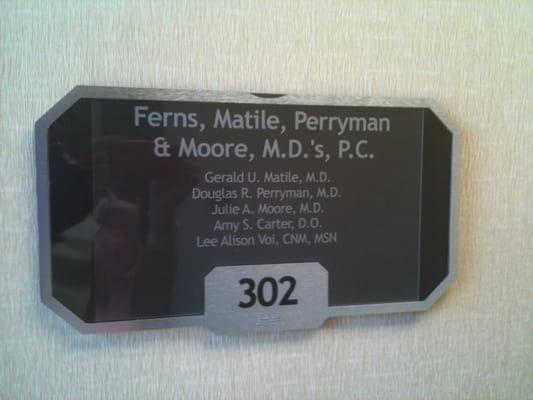 Ferns, Matile, Perryman
& Moore, M.D.'s, P.C.
Gerald U. Matile, M.D.
Douglas R. Perryman, M.D.
Julie A. Moore, M.D.
Amy S. Carter, D.O.
Lee Alison Voi, CNM, MSN
302